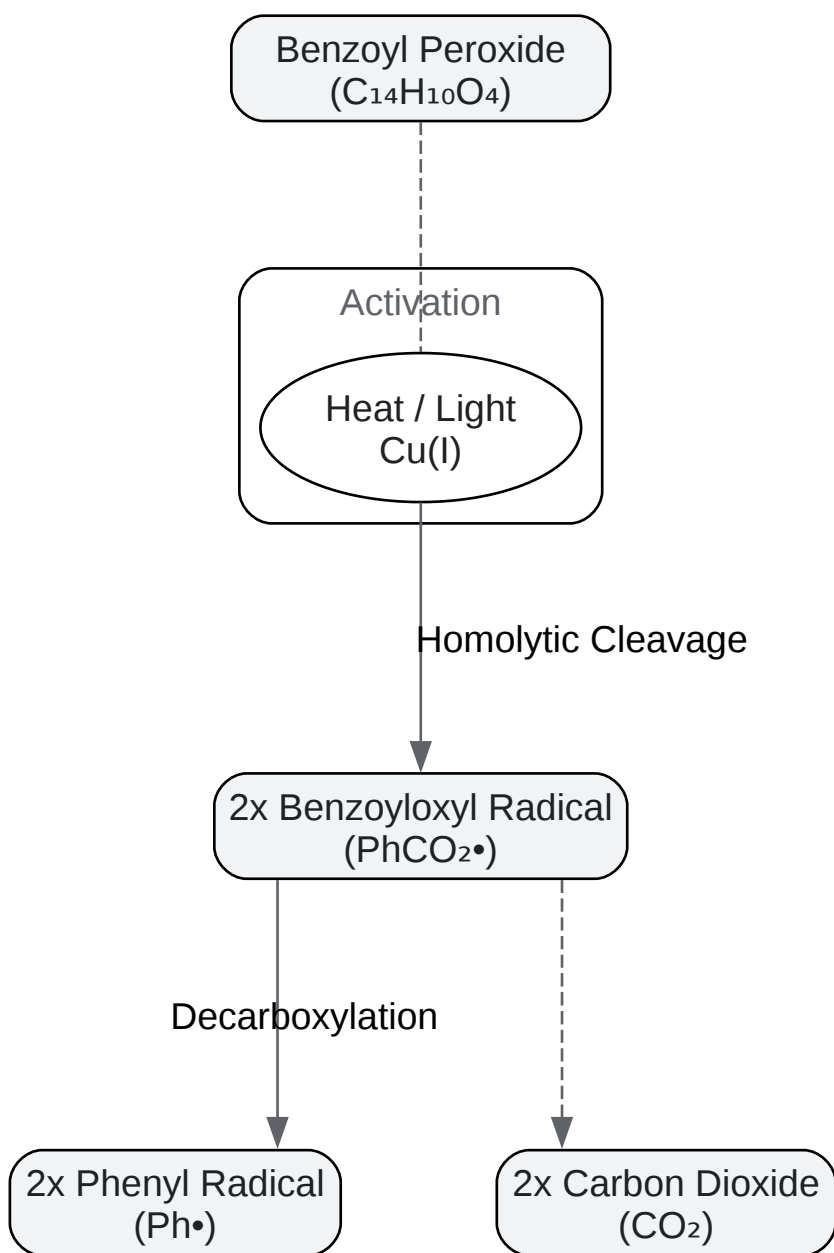 Benzoyl Peroxide
(C₁₄H₁₀O₄)
Activation
Heat / Light
Cu(I)
Homolytic Cleavage
2x Benzoyloxyl Radical
(PhCO₂•)
Decarboxylation
2x Phenyl Radical
(Ph•)
2x Carbon Dioxide
(CO₂)